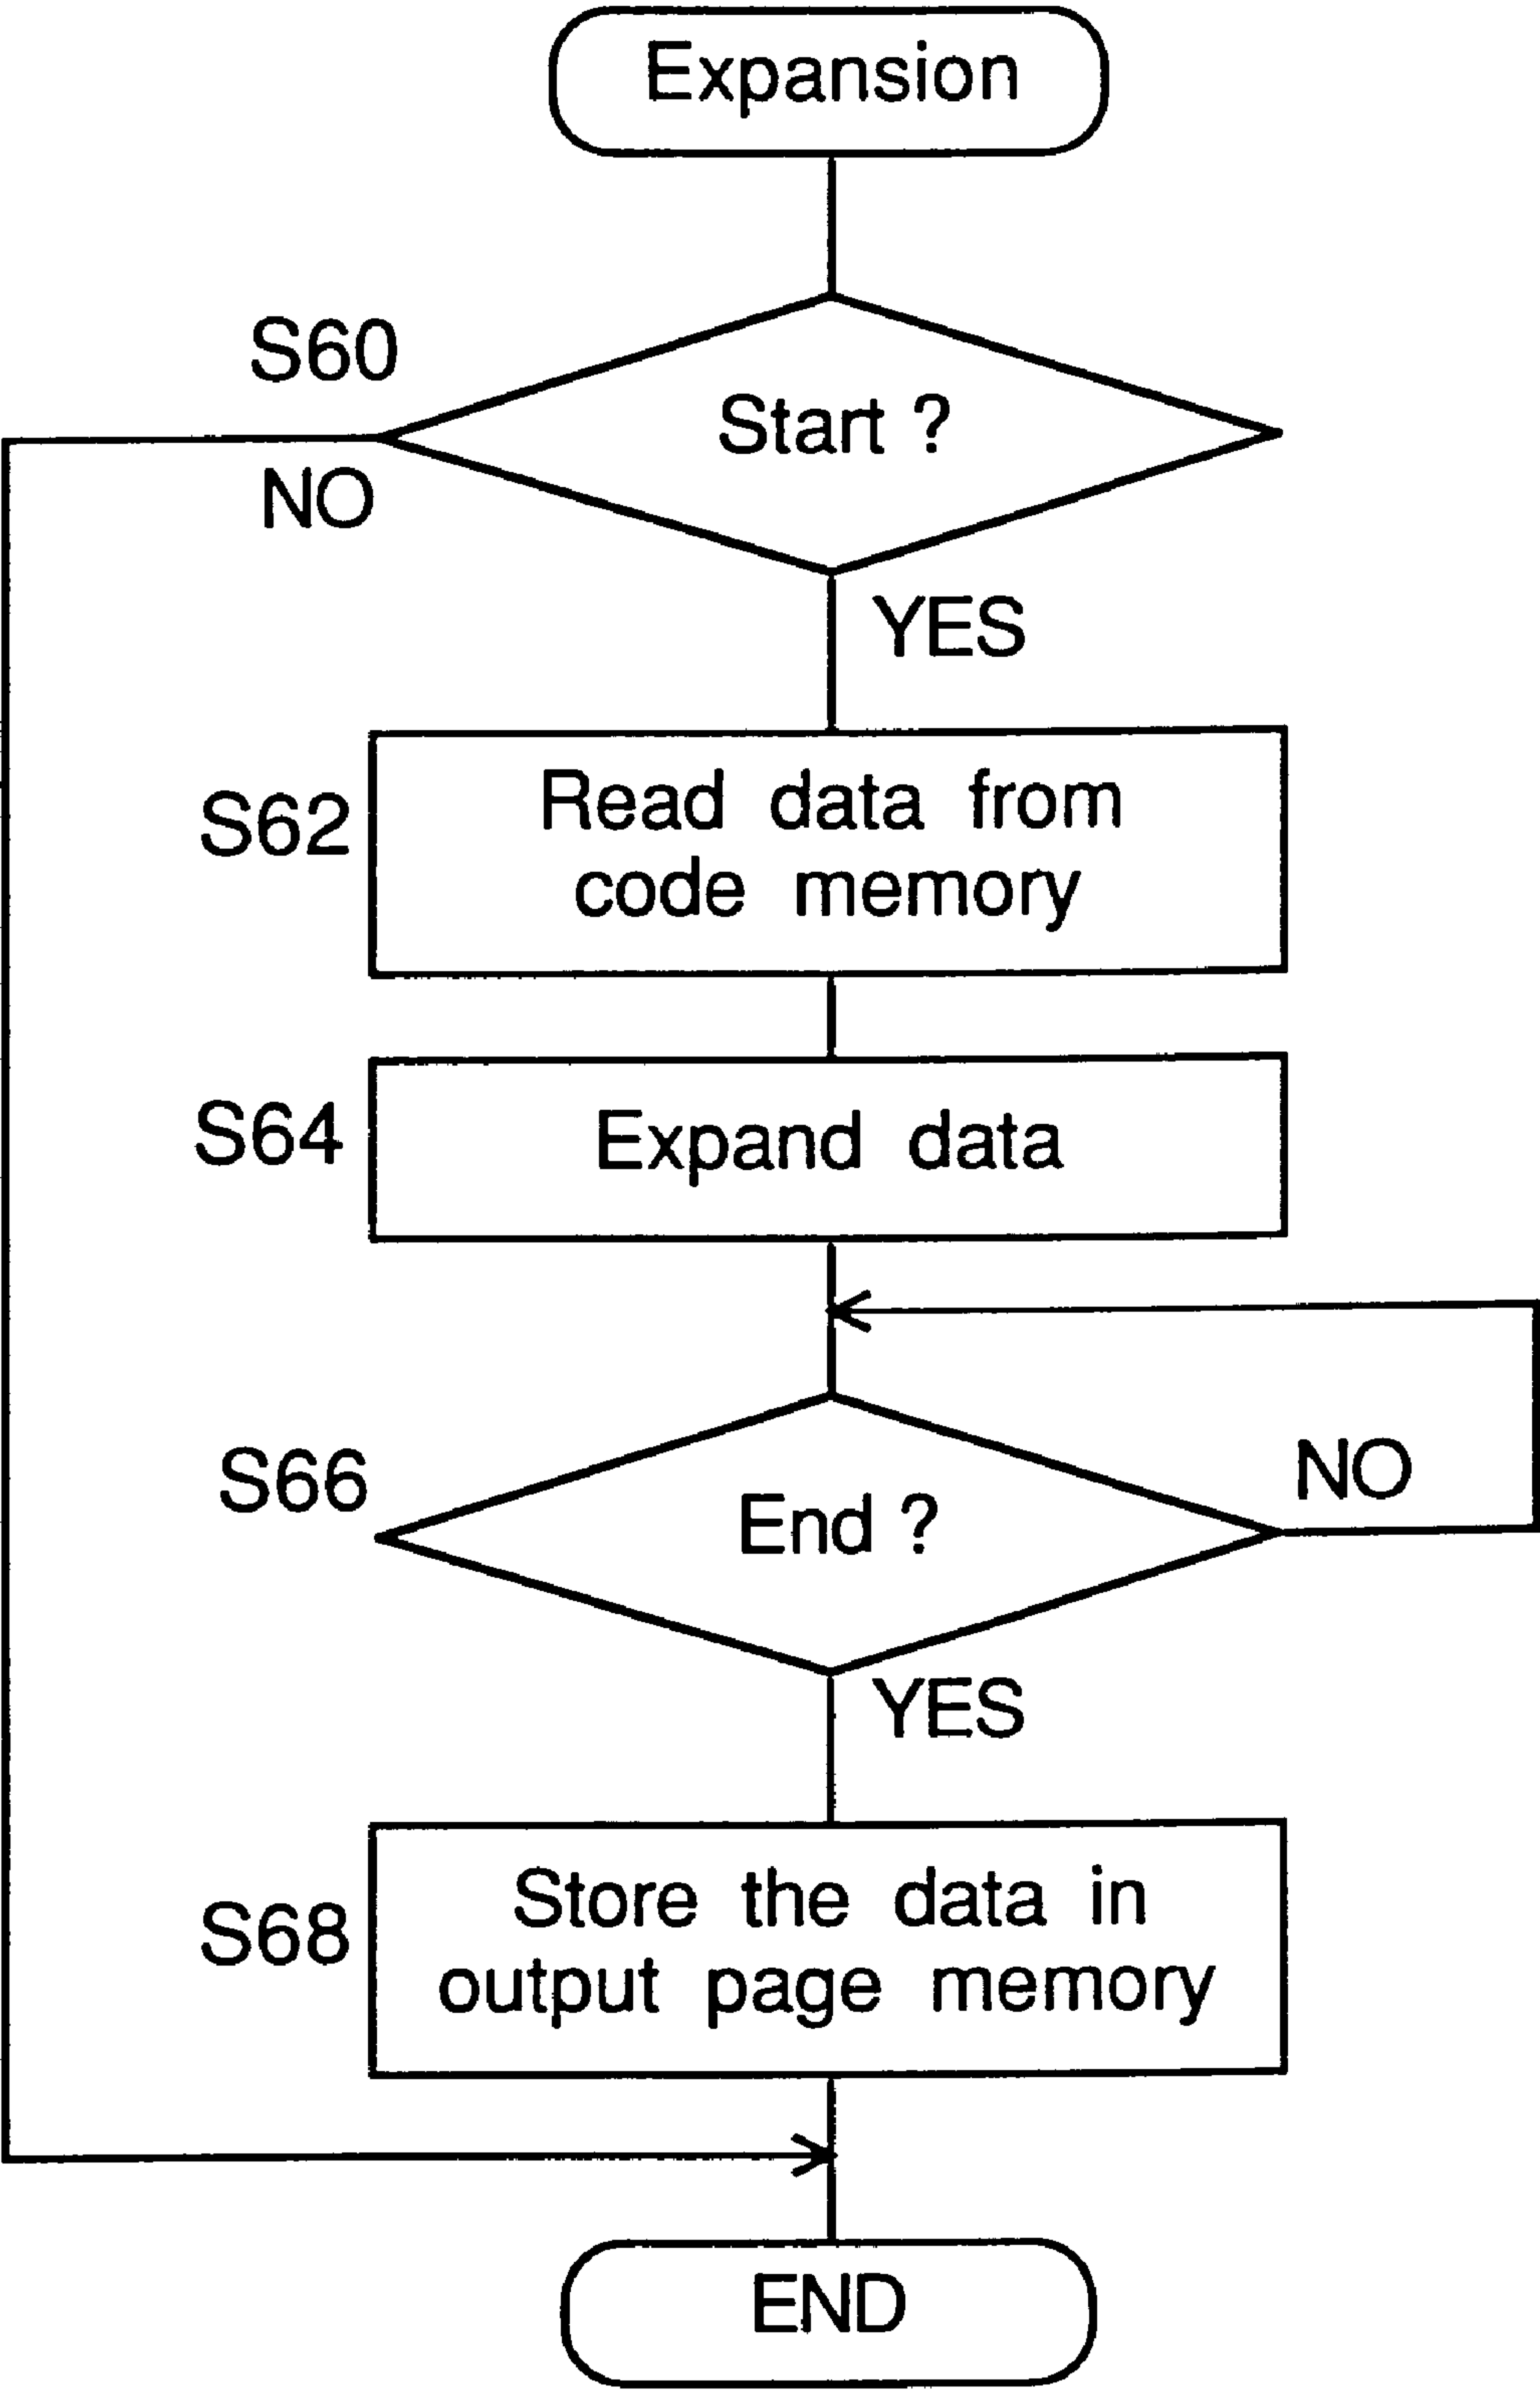 Expansion
S60
Start ?
NO
YES
S62
Read data from
code memory
S64
Expand data
S66
End ?
NO
YES
S68
Store the data in
output page memory
END